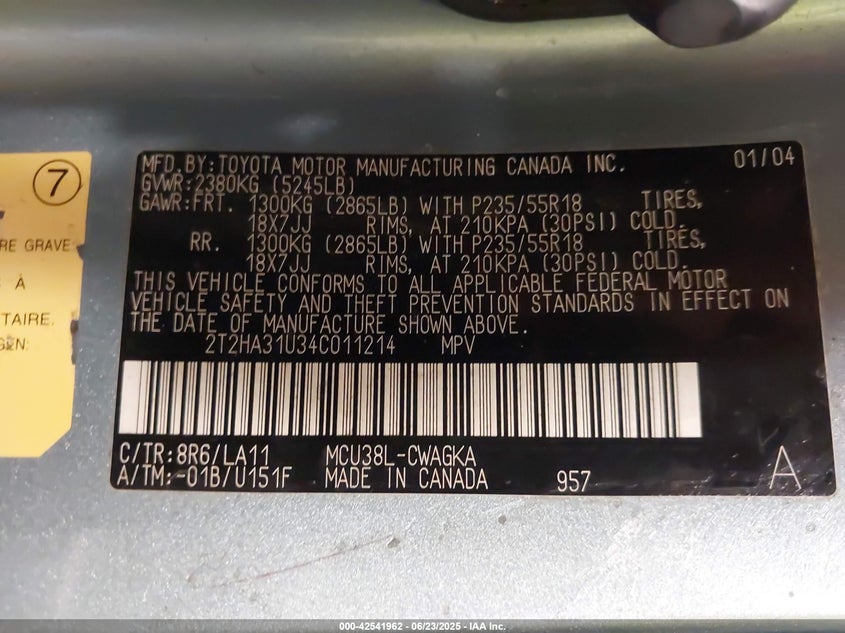 7
RE GRAVE
À
TAIRE.
GEN:
MFD.BY:TOYOTA MOTOR MANUFACTURING CANADA INC. 01/04
GVWR:2380KG (5245LB)
GAWR:FRT. 1300KG (2865LB) WITH P235/55R18 TIRES,
18X7JJ RIMS, AT 210KPA (30PSI) COLD.
RR. 1300KG (2865LB) WITH P235/55R18 TIRES,
18X7JJ RIMS, AT 210KPA (30PSI) COLD.
THIS VEHICLE CONFORMS TO ALL APPLICABLE FEDERAL MOTOR
VEHICLE SAFETY AND THEFT PREVENTION STANDARDS IN EFFECT ON
THE DATE OF MANUFACTURE SHOWN ABOVE.
2T2HA31U34C011214 MPV
C/TR:8R6/LA11 MCU38L-CWAGKA
A/TM:-01B/U151F MADE IN CANADA 957 A
000-42541962 - 06/23/2025 - IAA Inc.